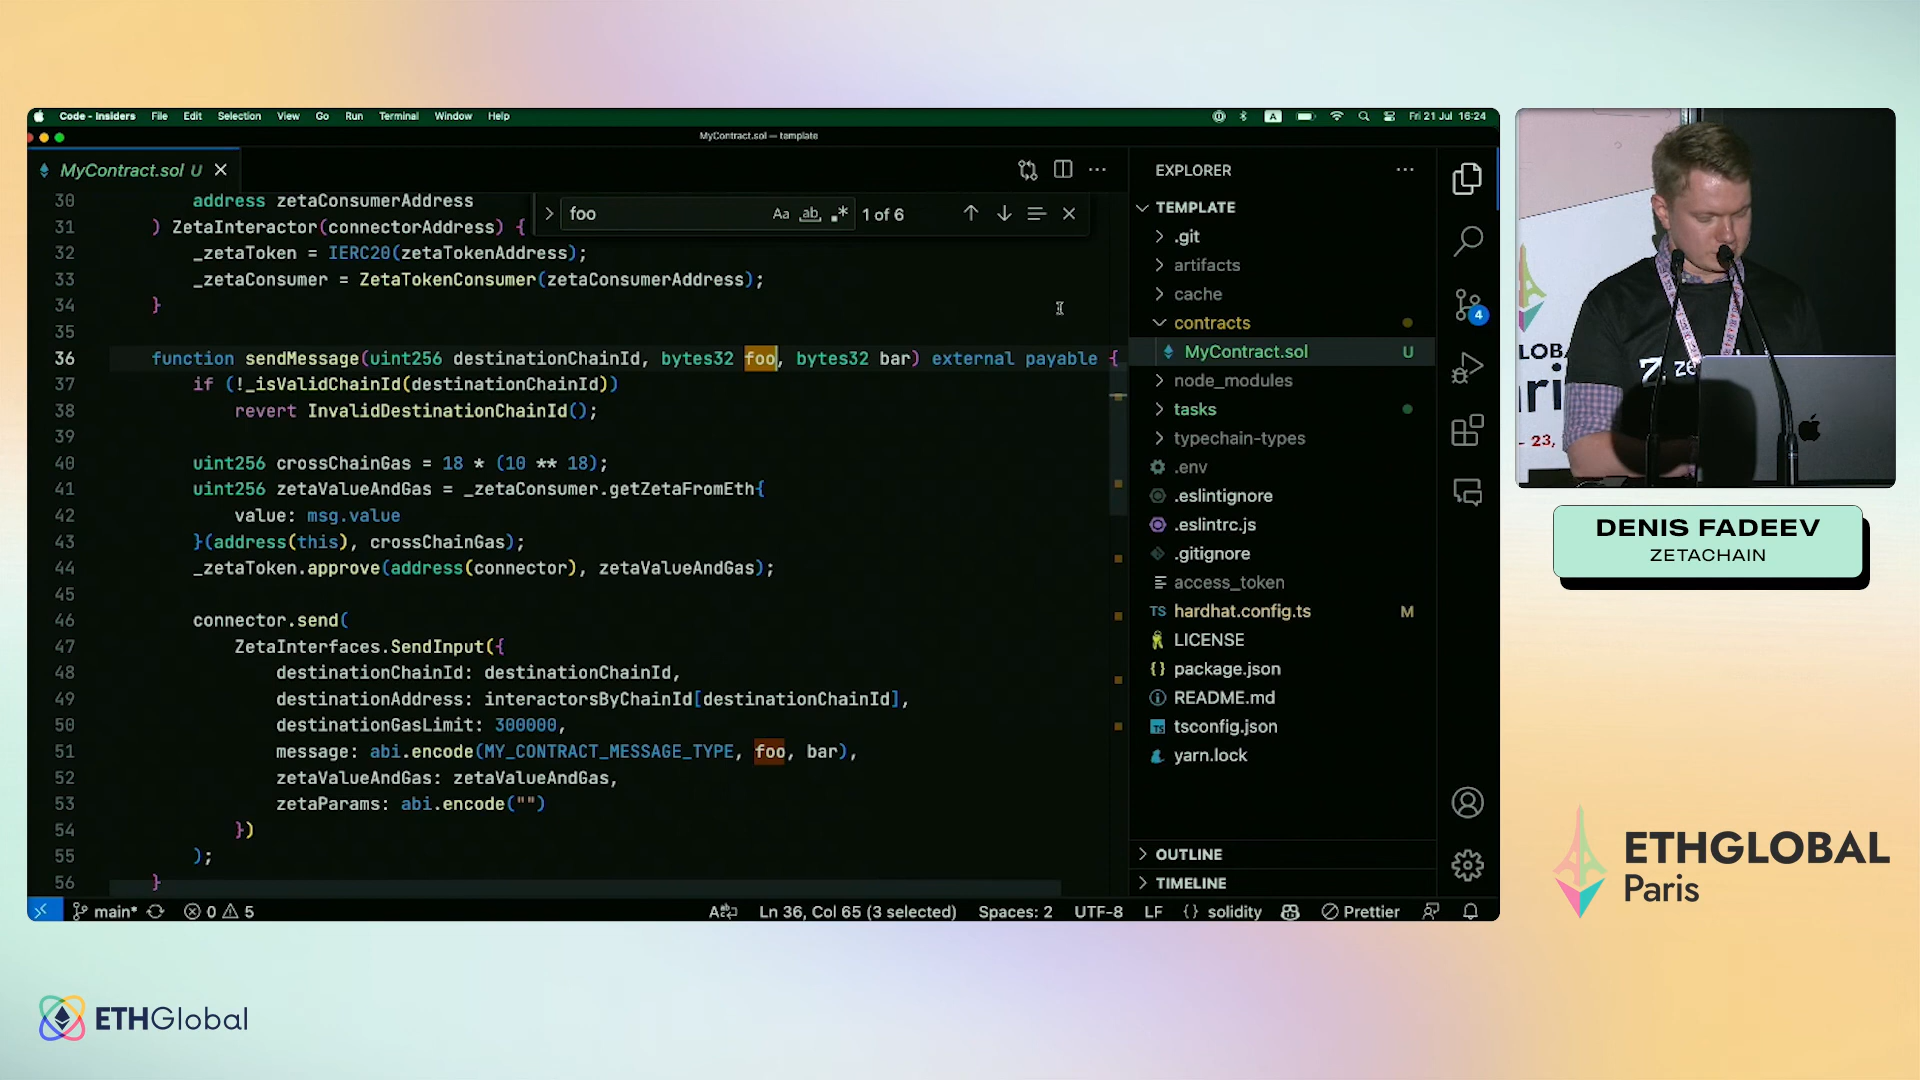 Code - Insiders File Edit Selection View Go Run Terminal Window Help
A Fri 21 Jul 16:24
MyContract.sol — template
MyContract.sol U
foo
Aa ab .* 1 of 6
30 address zetaConsumerAddress
31 ) ZetaInteractor(connectorAddress) {
32 _zetaToken = IERC20(zetaTokenAddress);
33 _zetaConsumer = ZetaTokenConsumer(zetaConsumerAddress);
34 }
35
36 function sendMessage(uint256 destinationChainId, bytes32 foo, bytes32 bar) external payable {
37 if (!_isValidChainId(destinationChainId))
38 revert InvalidDestinationChainId();
39
40 uint256 crossChainGas = 18 * (10 ** 18);
41 uint256 zetaValueAndGas = _zetaConsumer.getZetaFromEth{
42 value: msg.value
43 }(address(this), crossChainGas);
44 _zetaToken.approve(address(connector), zetaValueAndGas);
45
46 connector.send(
47 ZetaInterfaces.SendInput({
48 destinationChainId: destinationChainId,
49 destinationAddress: interactorsByChainId[destinationChainId],
50 destinationGasLimit: 300000,
51 message: abi.encode(MY_CONTRACT_MESSAGE_TYPE, foo, bar),
52 zetaValueAndGas: zetaValueAndGas,
53 zetaParams: abi.encode("")
54 })
55 );
56 }
EXPLORER
TEMPLATE
.git
artifacts
cache
contracts
MyContract.sol U
node_modules
tasks
typechain-types
.env
.eslintignore
TS .eslintrc.js
.gitignore
access_token
TS hardhat.config.ts M
LICENSE
{} package.json
README.md
TS tsconfig.json
yarn.lock
OUTLINE
TIMELINE
4
main* 0 5
Ln 36, Col 65 (3 selected) Spaces: 2 UTF-8 LF {} solidity Prettier
- 23,
DENIS FADEEV
ZETACHAIN
ETHGLOBAL
Paris
ETHGlobal